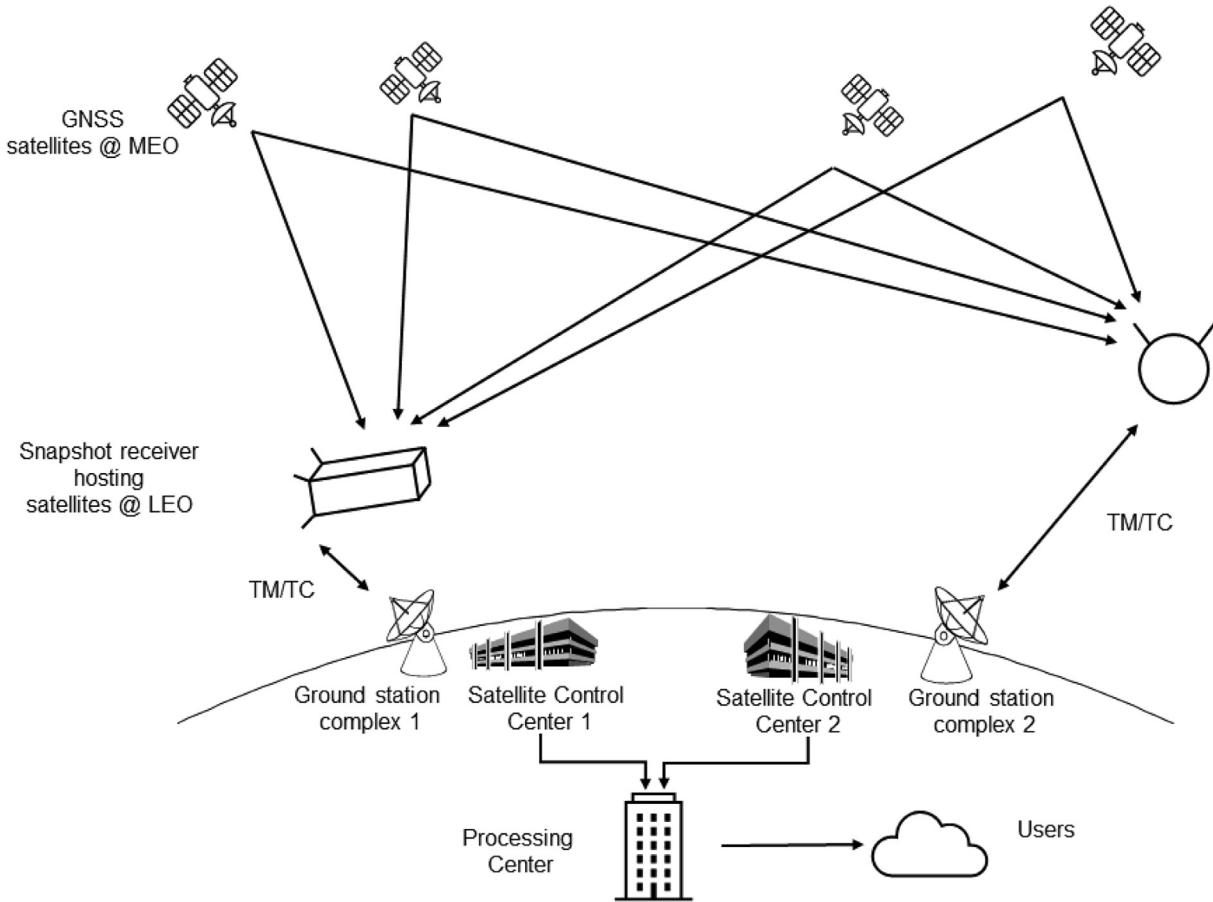 GNSS
satellites @ MEO
Snapshot receiver
hosting
satellites @ LEO
TM/TC
TM/TC
Ground station
complex 1
Satellite Control
Center 1
Satellite Control
Center 2
Ground station
complex 2
Processing
Center
Users